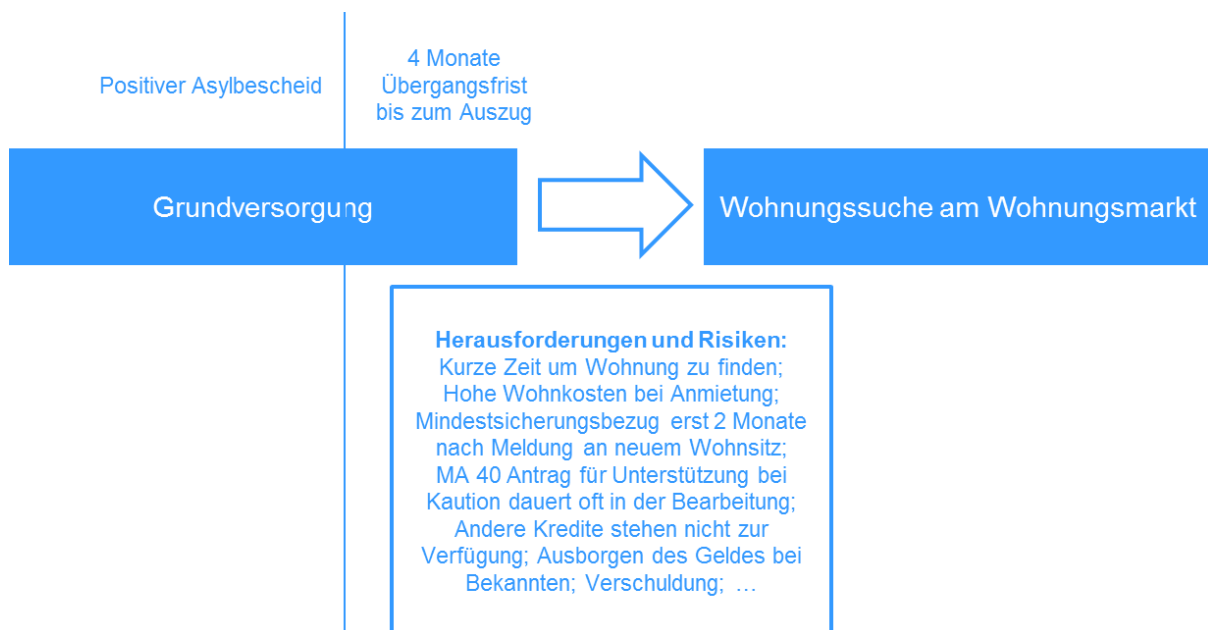 Positiver Asylbescheid
4 Monate
Übergangsfrist
bis zum Auszug
Grundversorgung
Wohnungssuche am Wohnungsmarkt
Herausforderungen und Risiken:
Kurze Zeit um Wohnung zu finden;
Hohe Wohnkosten bei Anmietung;
Mindestsicherungsbezug erst 2 Monate
nach Meldung an neuem Wohnsitz;
MA 40 Antrag für Unterstützung bei
Kaution dauert oft in der Bearbeitung;
Andere Kredite stehen nicht zur
Verfügung; Ausborgen des Geldes bei
Bekannten; Verschuldung; …